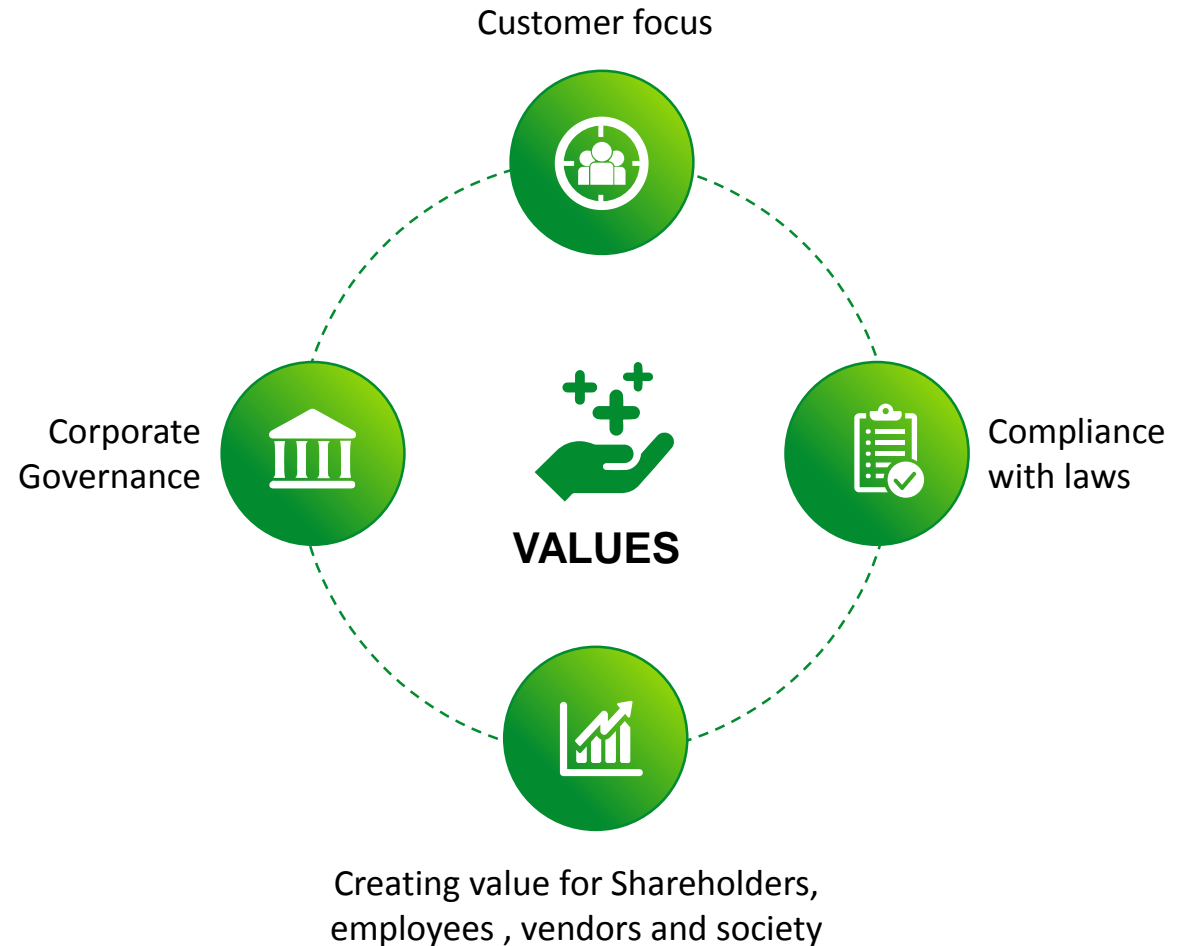 Customer focus
Corporate
Governance
Compliance
with laws
VALUES
Creating value for Shareholders,
employees , vendors and society